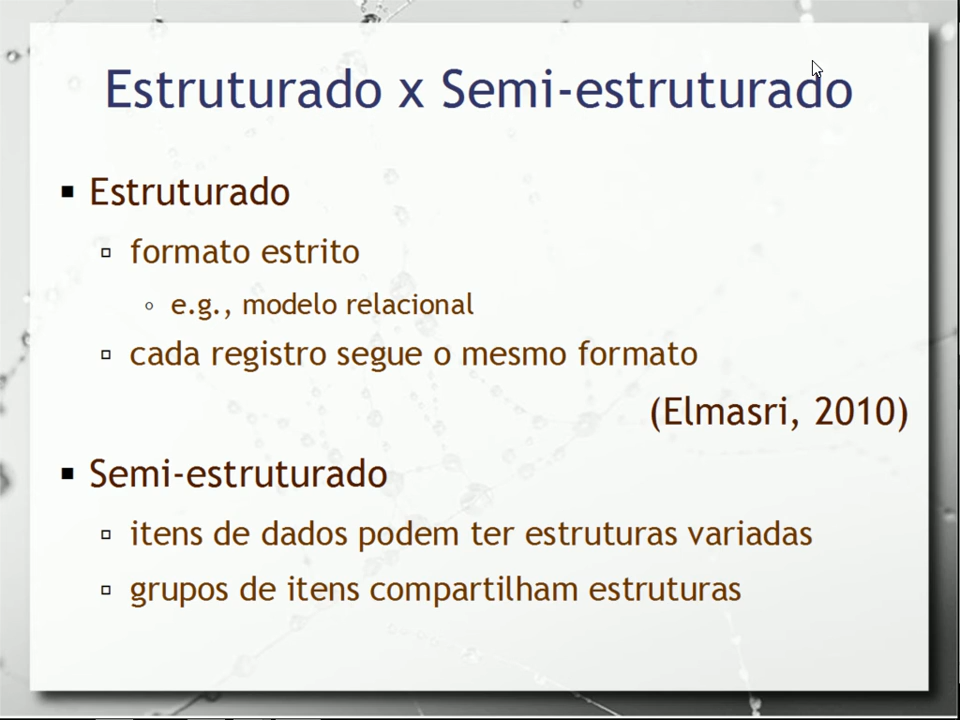 Estruturado x Semi-estruturado
Estruturado
formato estrito
e.g., modelo relacional
cada registro segue o mesmo formato
(Elmasri, 2010)
Semi-estruturado
itens de dados podem ter estruturas variadas
grupos de itens compartilham estruturas